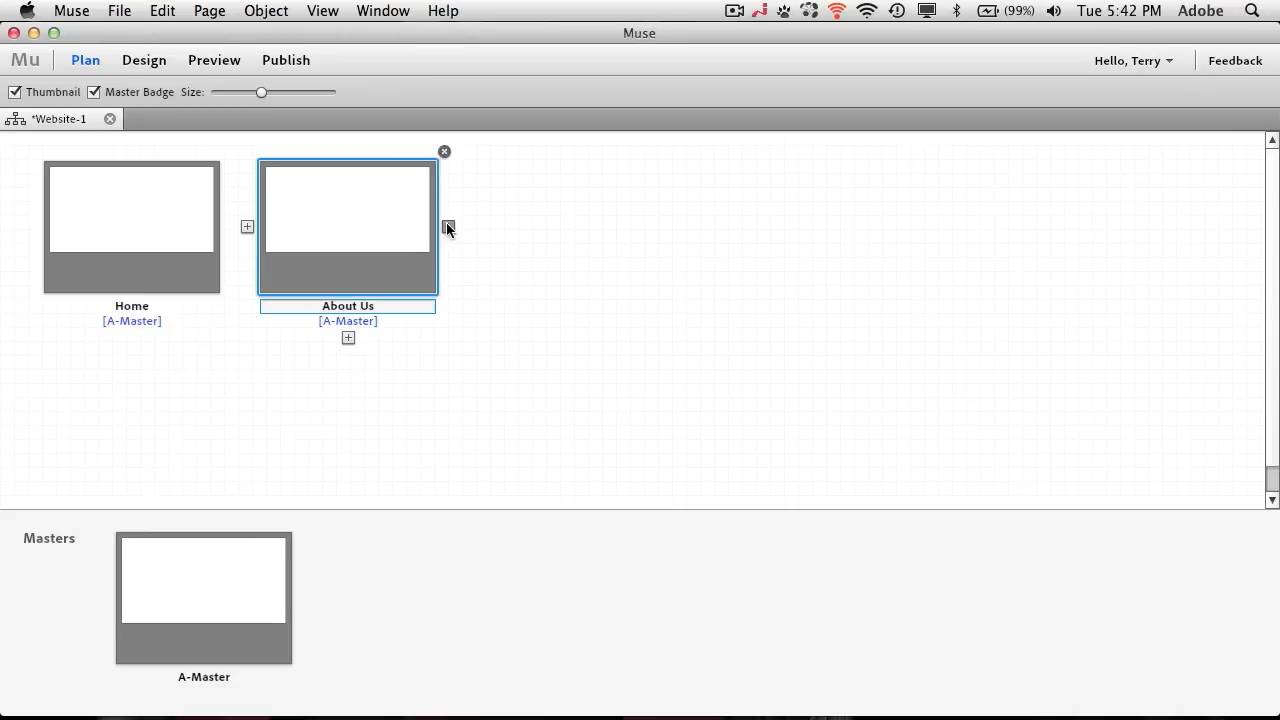 Muse File Edit Page Object View Window Help (99%) Tue 5:42 PM Adobe
Muse
Mu Plan Design Preview Publish Hello, Terry Feedback
Thumbnail Master Badge Size:
*Website-1
Home About Us
[A-Master] [A-Master]
Masters
A-Master